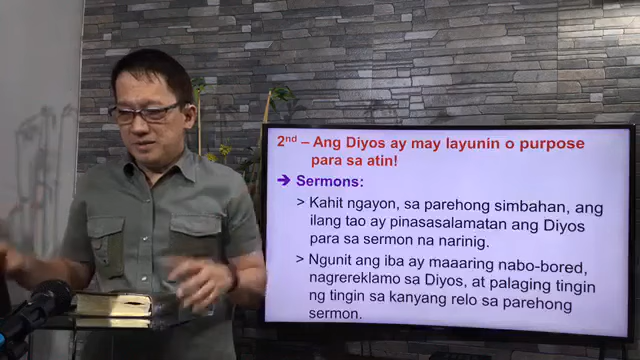 2nd – Ang Diyos ay may layunin o purpose
para sa atin!
➔ Sermons:
> Kahit ngayon, sa parehong simbahan, ang
ilang tao ay pinasasalamatan ang Diyos
para sa sermon na narinig.
> Ngunit ang iba ay maaaring nabo-bored,
nagrereklamo sa Diyos, at palaging tingin
ng tingin sa kanyang relo sa parehong
sermon.